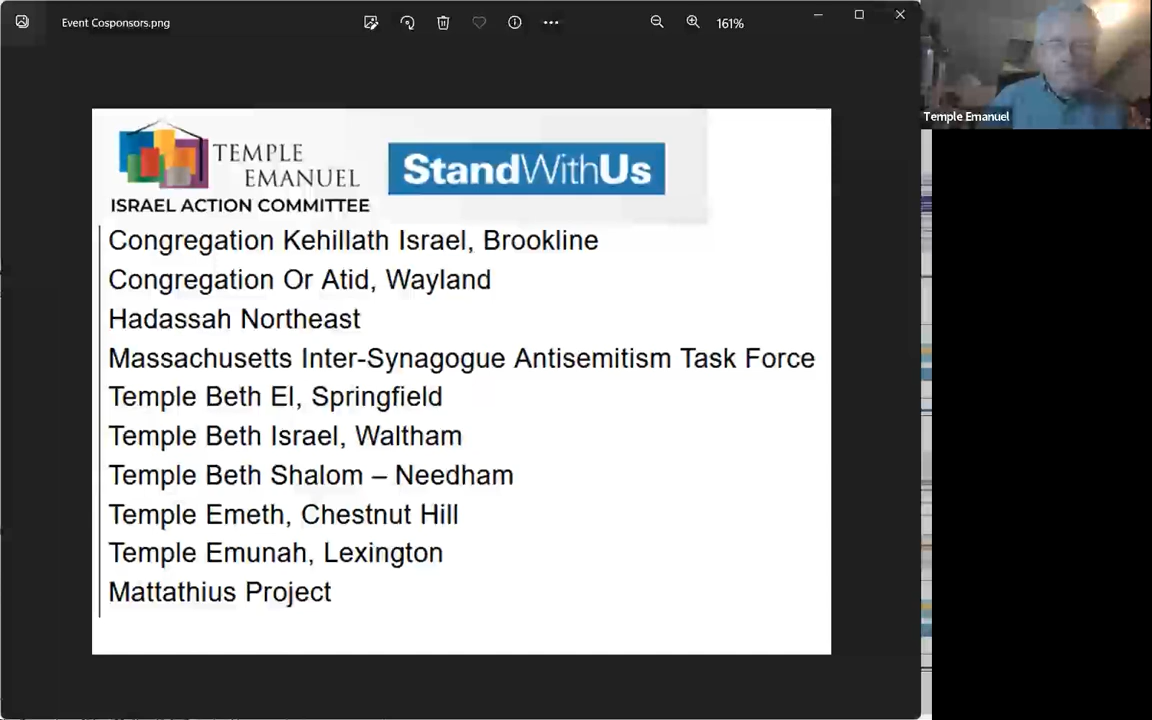 Event Cosponsors.png
161%
Temple Emanuel
TEMPLE
EMANUEL
ISRAEL ACTION COMMITTEE
StandWithUs
Congregation Kehillath Israel, Brookline
Congregation Or Atid, Wayland
Hadassah Northeast
Massachusetts Inter-Synagogue Antisemitism Task Force
Temple Beth El, Springfield
Temple Beth Israel, Waltham
Temple Beth Shalom – Needham
Temple Emeth, Chestnut Hill
Temple Emunah, Lexington
Mattathius Project